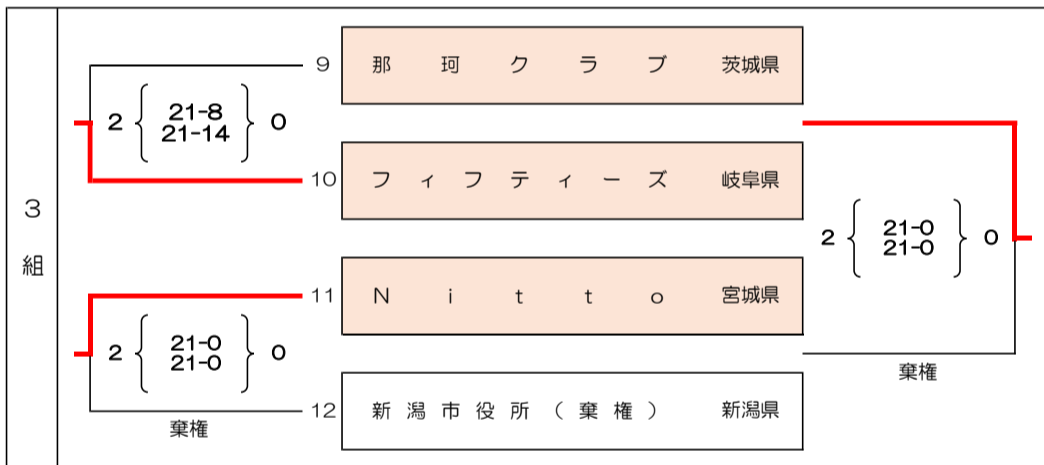 3組
9 那珂クラブ 茨城県
2 { 21-8 } 0
21-14
10 フィフティーズ 岐阜県
2 { 21-0 } 0
21-0
11 Nitto 宮城県
2 { 21-0 } 0
21-0
棄権
12 新潟市役所(棄権) 新潟県
棄権